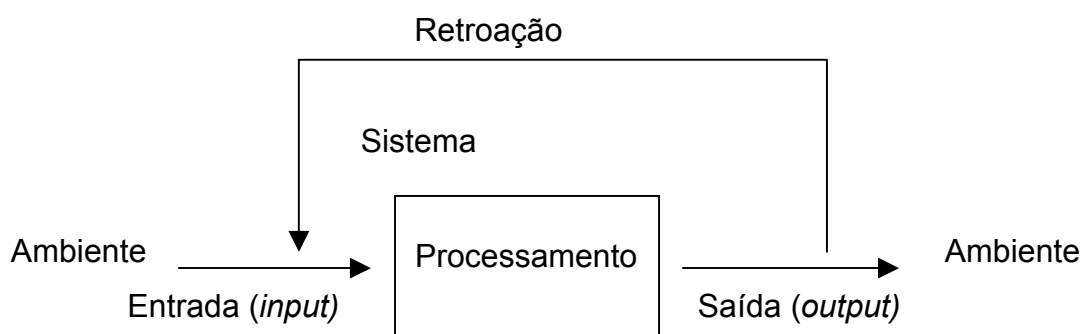 Retroação
Sistema
Ambiente
Processamento
Ambiente
Entrada (input)
Saída (output)